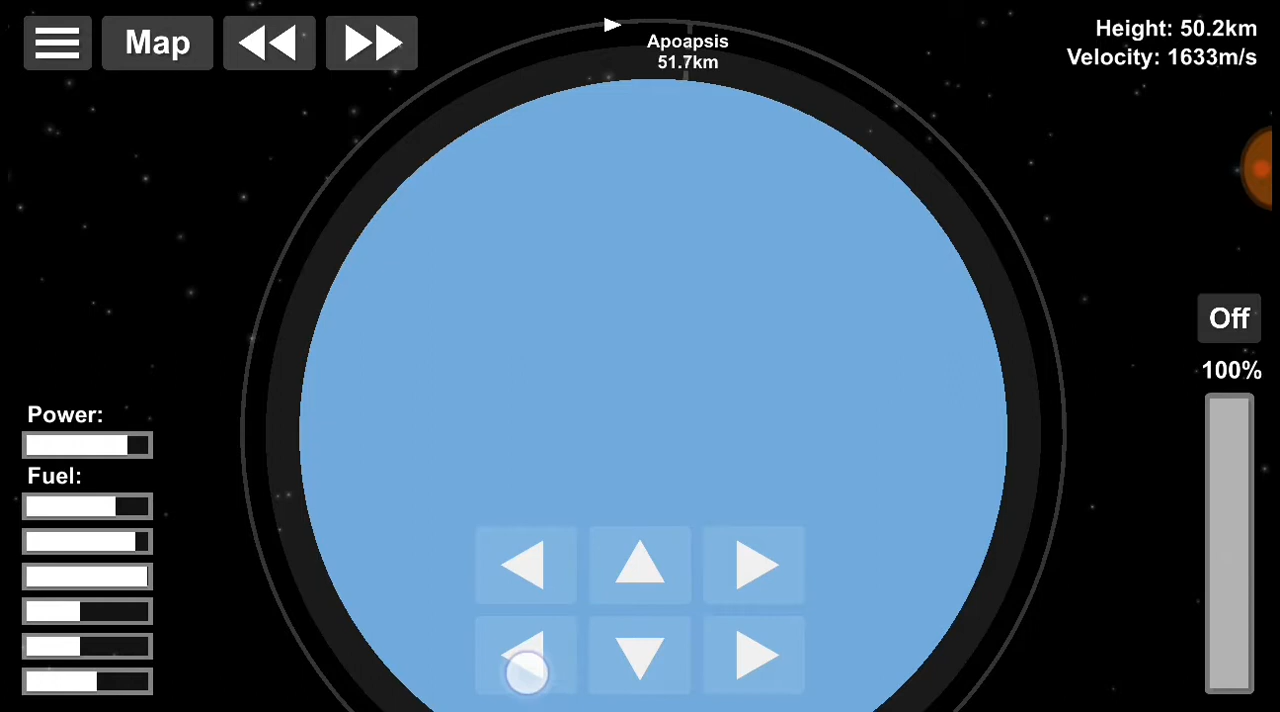 Map
Apoapsis
51.7km
Height: 50.2km
Velocity: 1633m/s
Off
100%
Power:
Fuel: